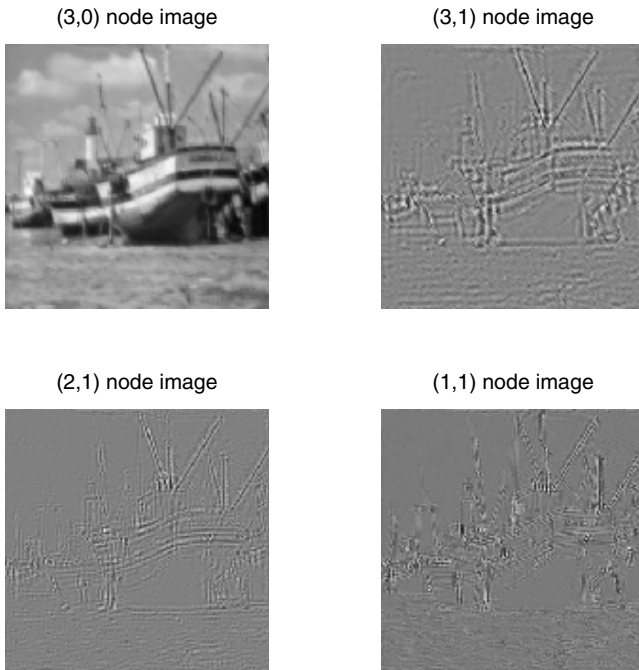 (3,0) node image
(3,1) node image
(2,1) node image
(1,1) node image